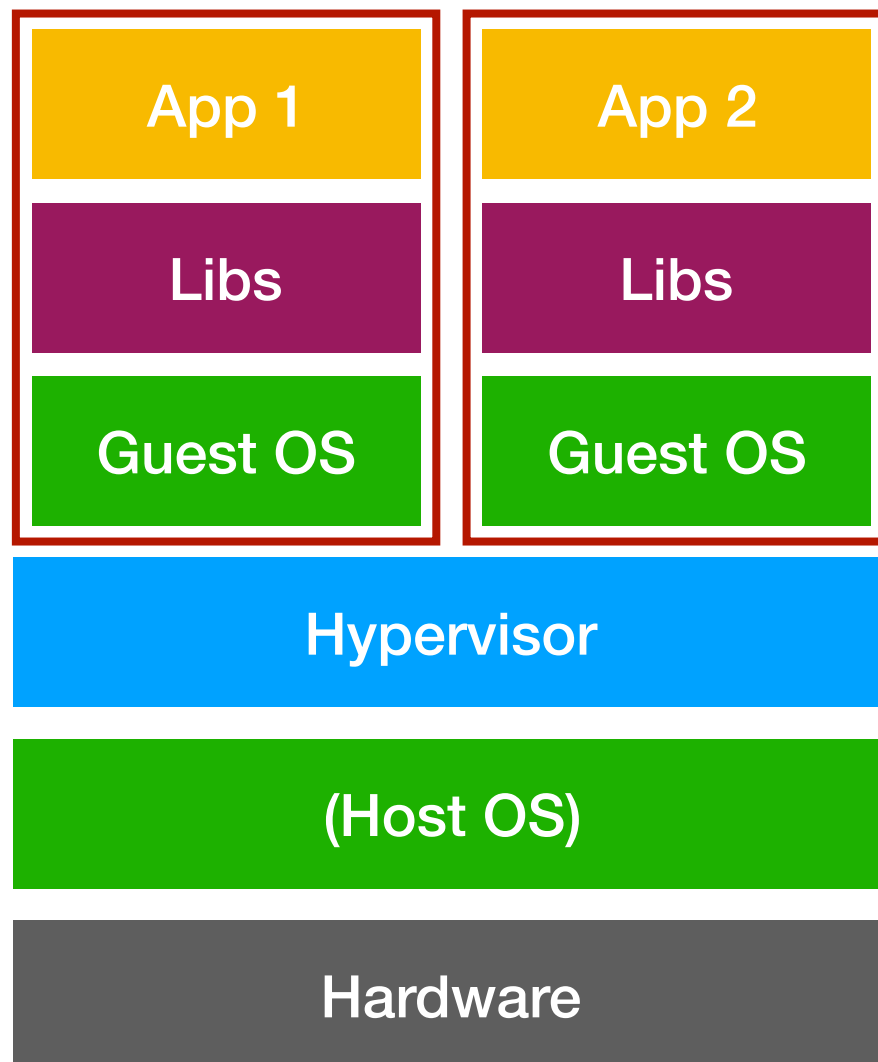 App 1
App 2
Libs
Libs
Guest OS
Guest OS
Hypervisor
(Host OS)
Hardware